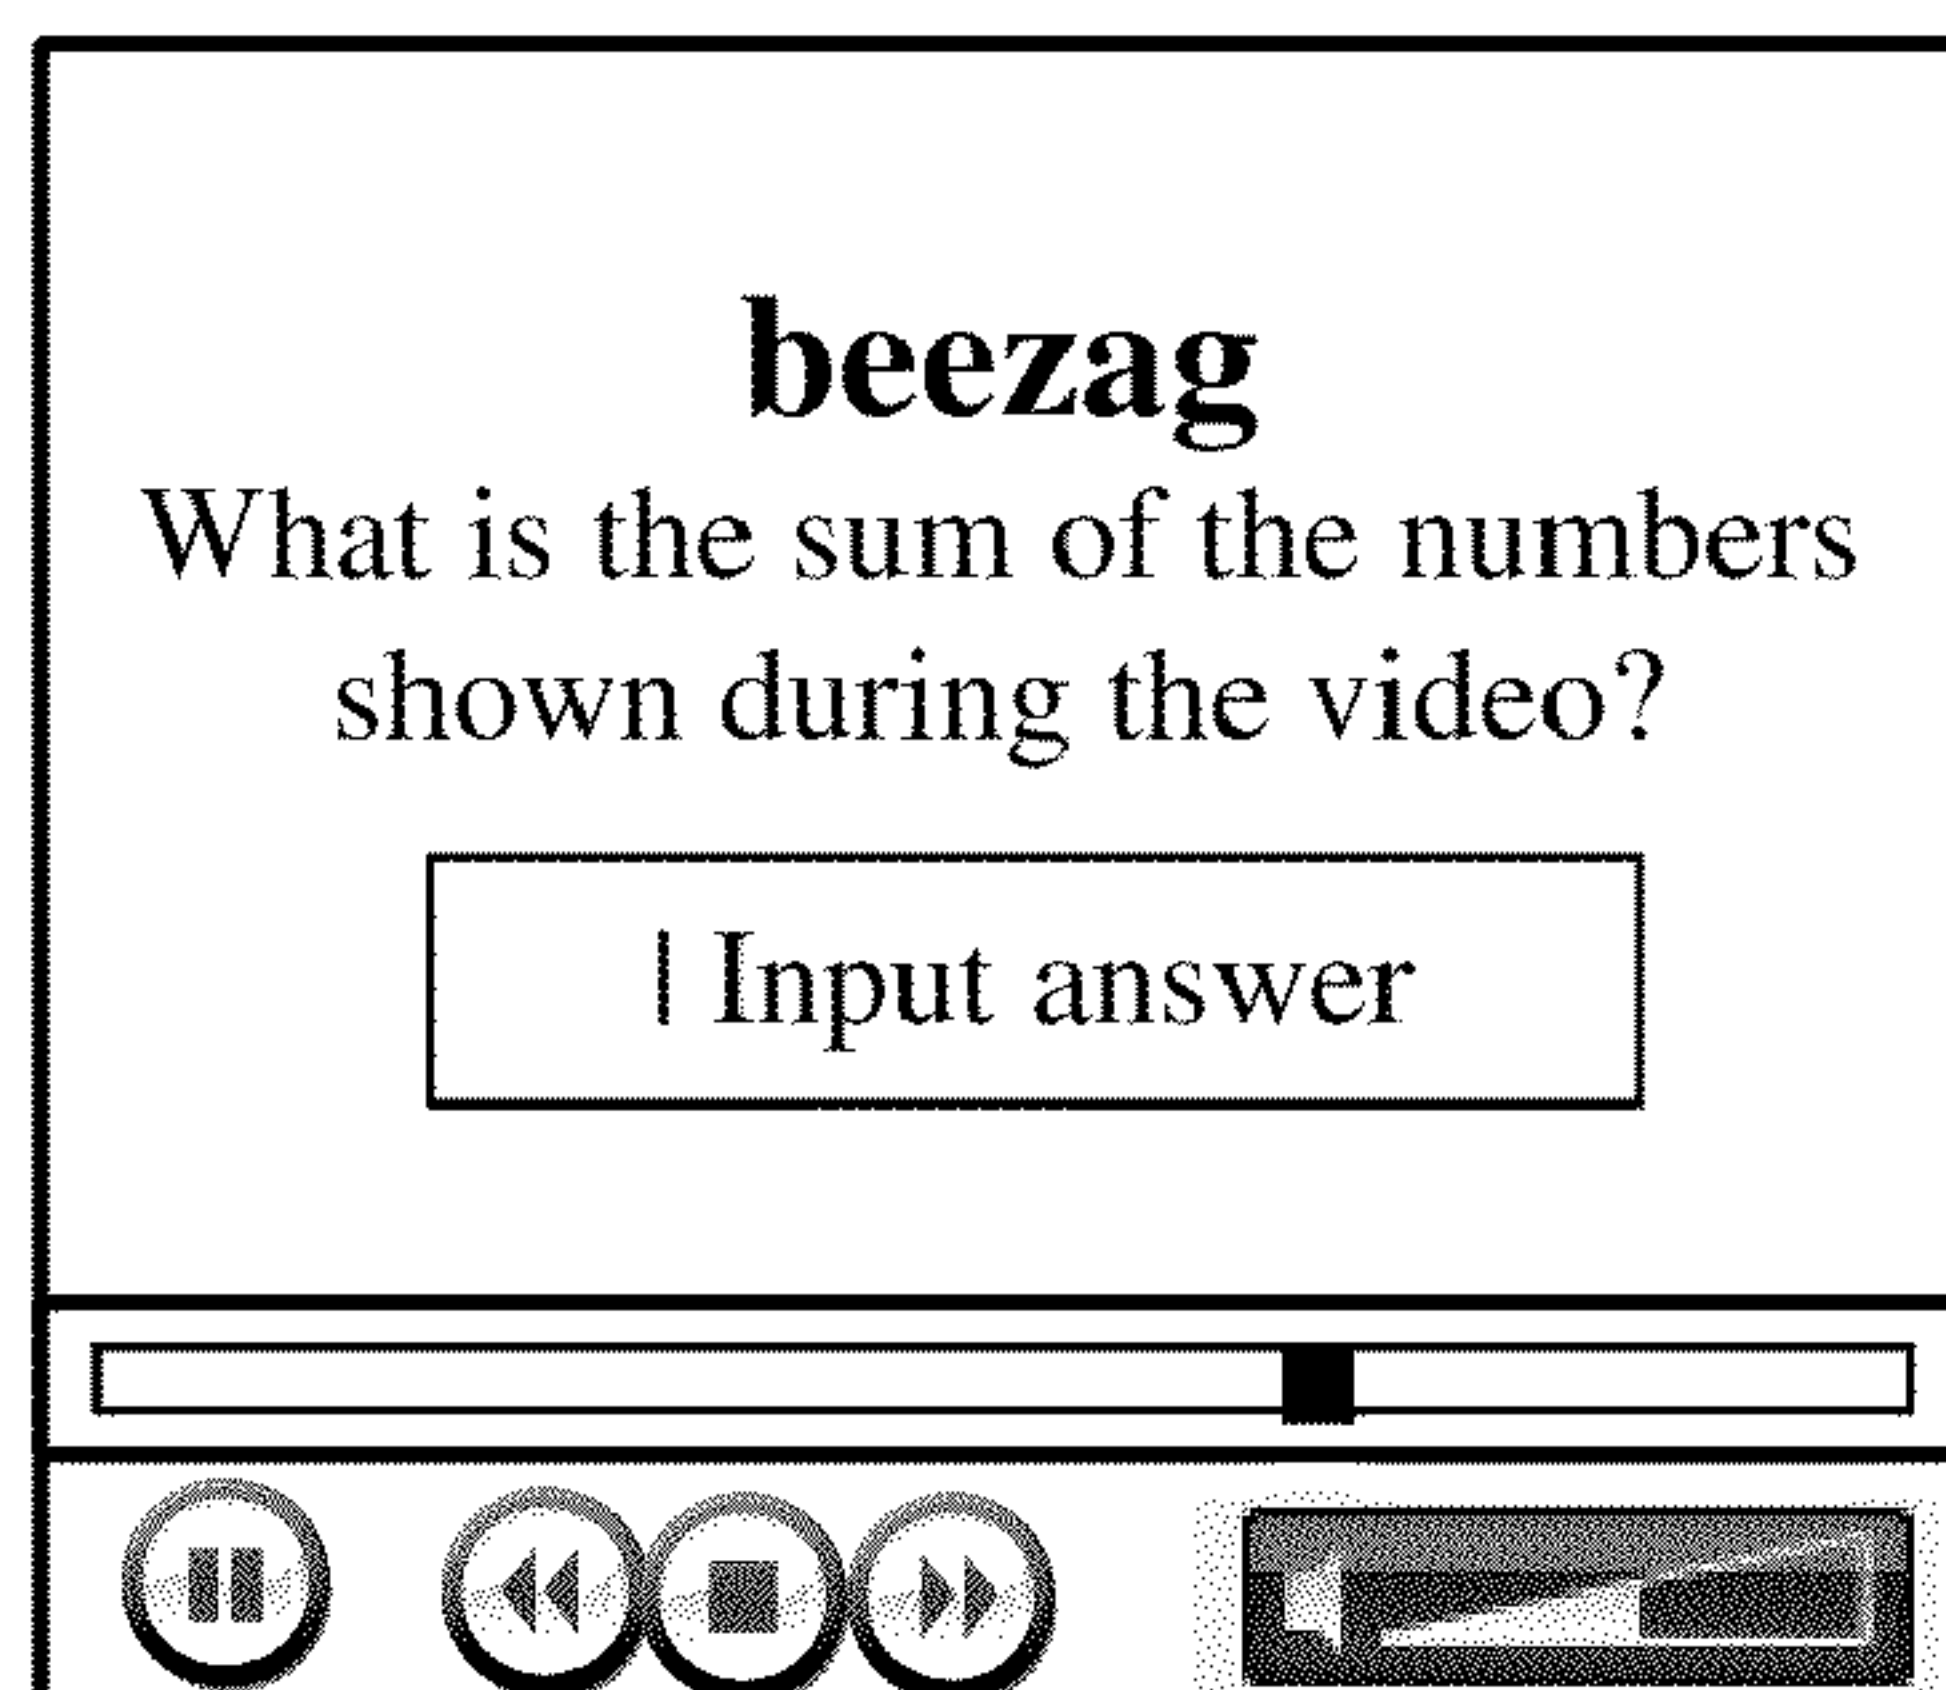 beezag
What is the sum of the numbers
shown during the video?
| Input answer